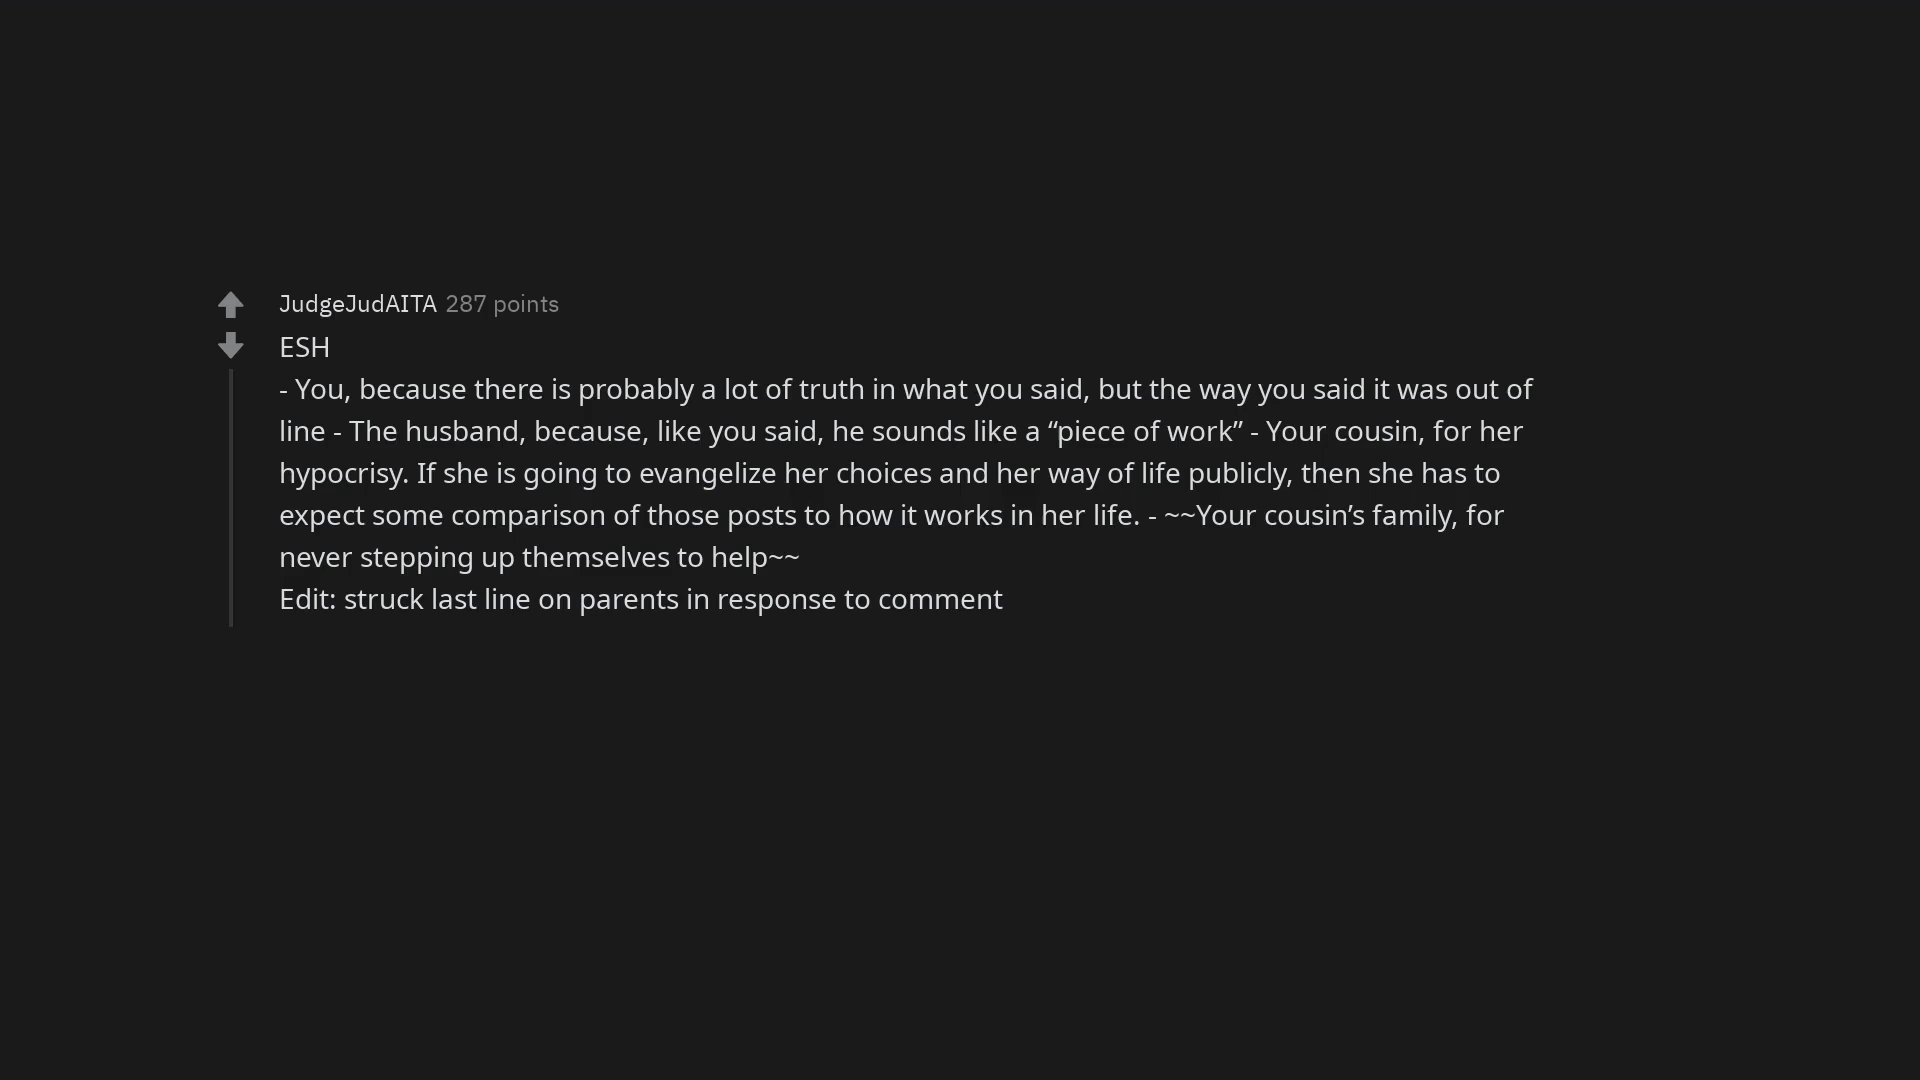 JudgeJudAITA 287 points
ESH
- You, because there is probably a lot of truth in what you said, but the way you said it was out of
line - The husband, because, like you said, he sounds like a “piece of work” - Your cousin, for her
hypocrisy. If she is going to evangelize her choices and her way of life publicly, then she has to
expect some comparison of those posts to how it works in her life. - ~~Your cousin’s family, for
never stepping up themselves to help~~
Edit: struck last line on parents in response to comment